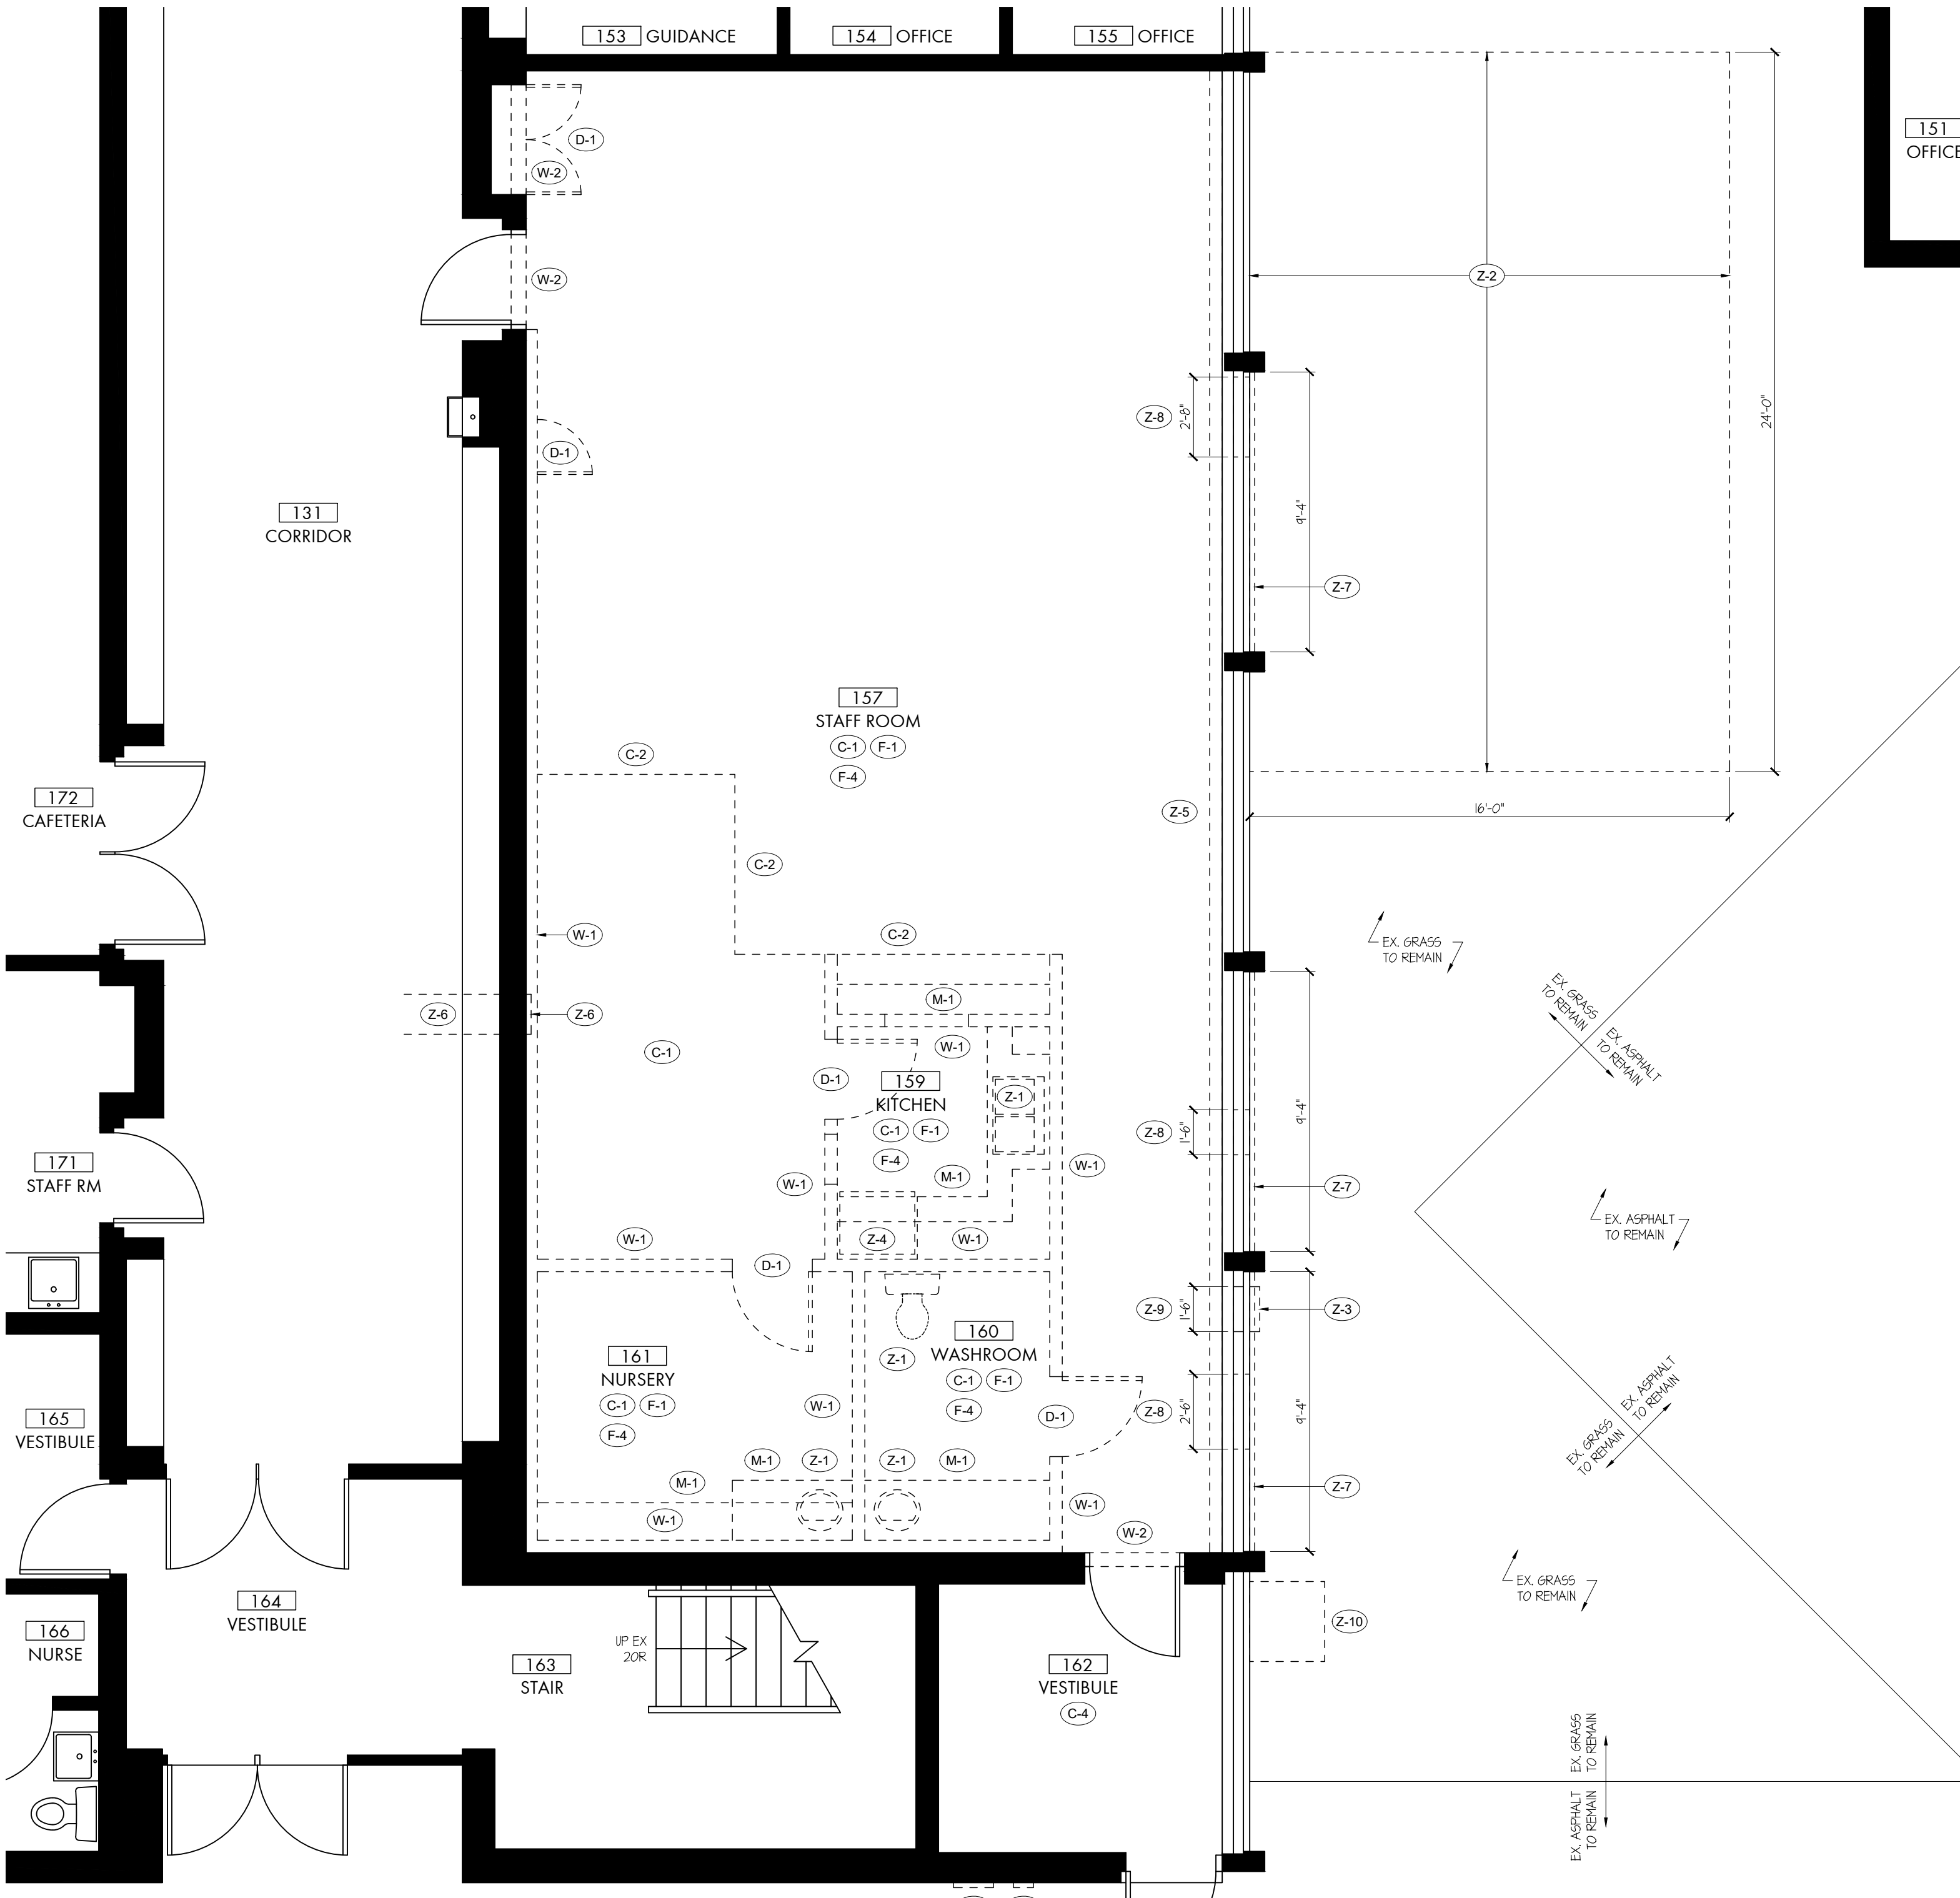 153 GUIDANCE
154 OFFICE
155 OFFICE
151
OFFICE
D-1
W-2
W-2
Z-2
D-1
Z-8
2'-8"
24'-0"
9'-4"
131
CORRIDOR
Z-7
157
STAFF ROOM
C-1 F-1
F-4
C-2
172
CAFETERIA
Z-5
16'-0"
C-2
W-1
C-2
EX. GRASS
TO REMAIN
M-1
Z-6
Z-6
EX. GRASS
TO REMAIN
EX. ASPHALT
TO REMAIN
C-1
W-1
D-1
159
KITCHEN
Z-1
C-1 F-1
F-4
Z-8
1'-6"
9'-4"
171
STAFF RM
W-1
M-1
W-1
Z-7
EX. ASPHALT
TO REMAIN
W-1
Z-4
W-1
D-1
Z-9
1'-6"
Z-3
161
NURSERY
C-1 F-1
F-4
160
WASHROOM
Z-1
C-1 F-1
F-4
W-1
D-1
Z-8
2'-6"
9'-4"
EX. GRASS
TO REMAIN
EX. ASPHALT
TO REMAIN
165
VESTIBULE
M-1
M-1
Z-1
Z-1
M-1
Z-7
W-1
W-1
W-2
164
VESTIBULE
EX. GRASS
TO REMAIN
Z-10
166
NURSE
UP EX
20R
163
STAIR
162
VESTIBULE
C-4
EX. GRASS
TO REMAIN
EX. ASPHALT
TO REMAIN